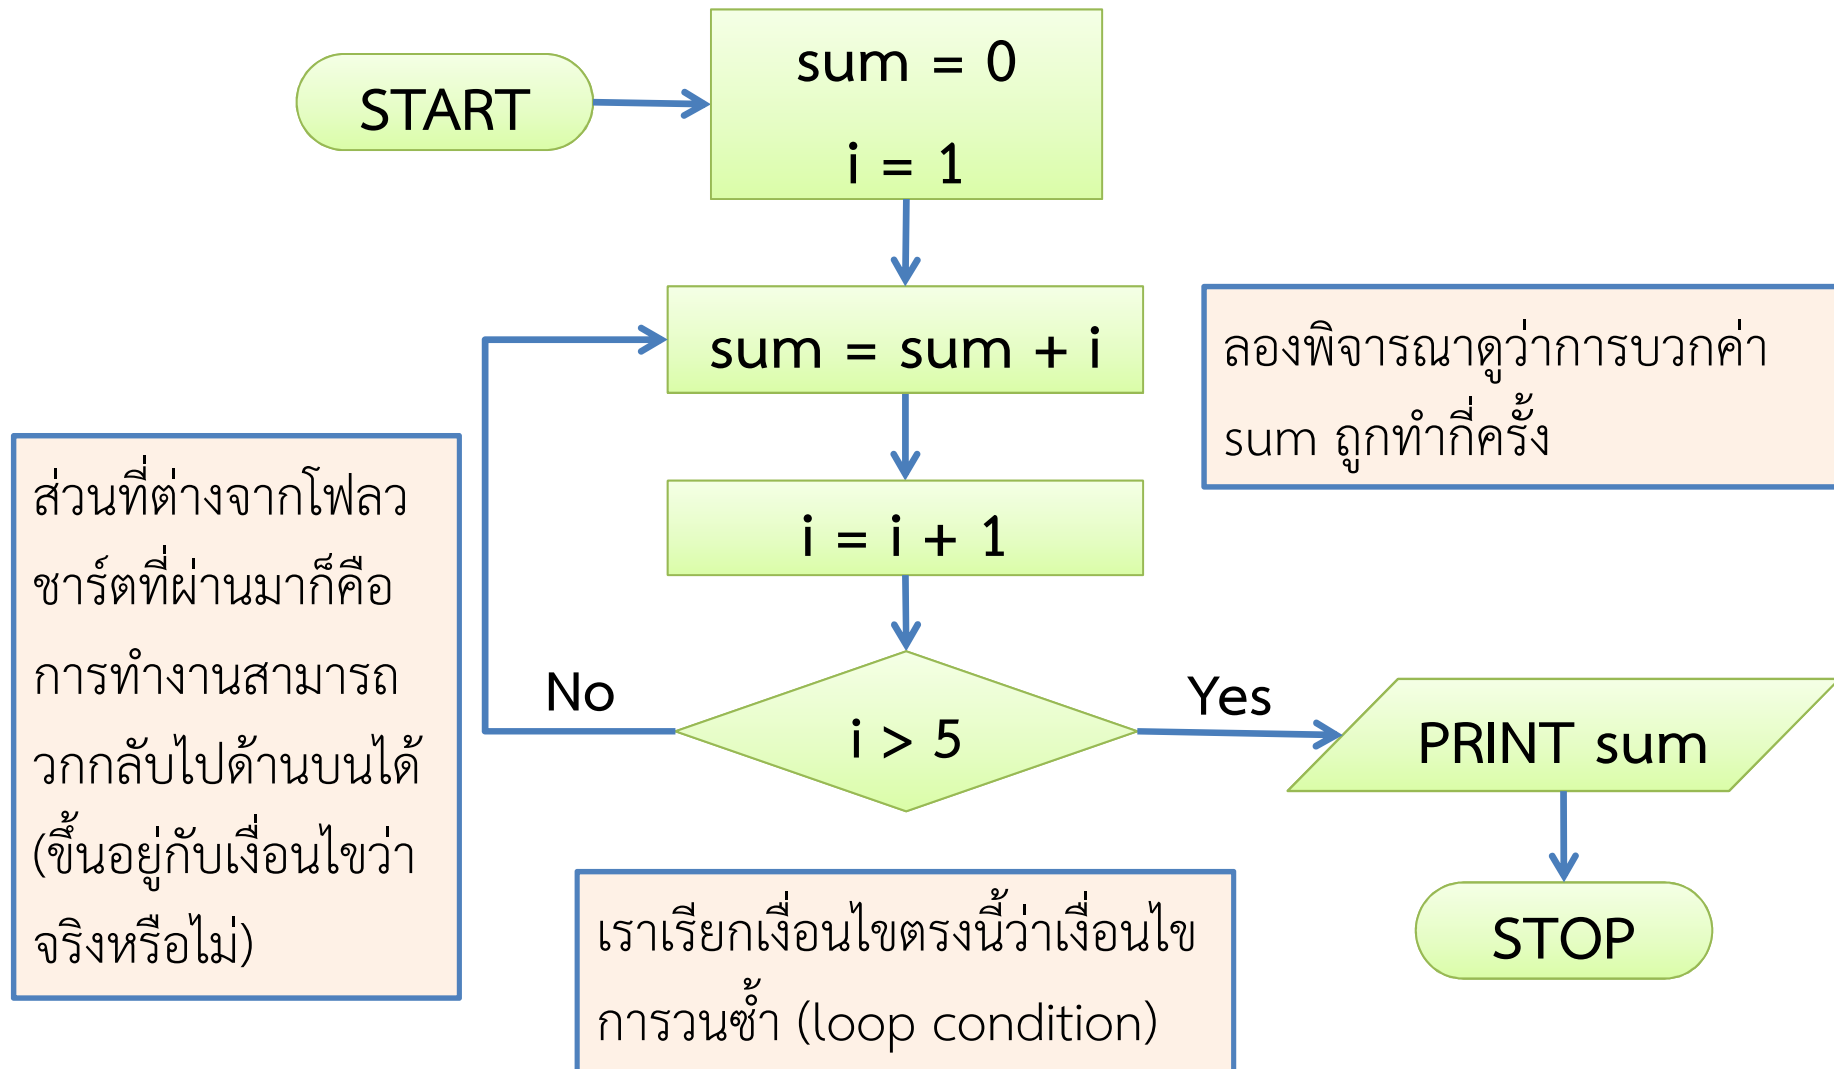 START
sum = 0
i = 1
sum = sum + i
i = i + 1
i > 5
No
Yes
PRINT sum
STOP
ลองพิจารณาดูว่าการบวกค่า
sum ถูกทำกี่ครั้ง
ส่วนที่ต่างจากโฟลว
ชาร์ตที่ผ่านมาก็คือ
การทำงานสามารถ
วกกลับไปด้านบนได้
(ขึ้นอยู่กับเงื่อนไขว่า
จริงหรือไม่)
เราเรียกเงื่อนไขตรงนี้ว่าเงื่อนไข
การวนซ้ำ (loop condition)